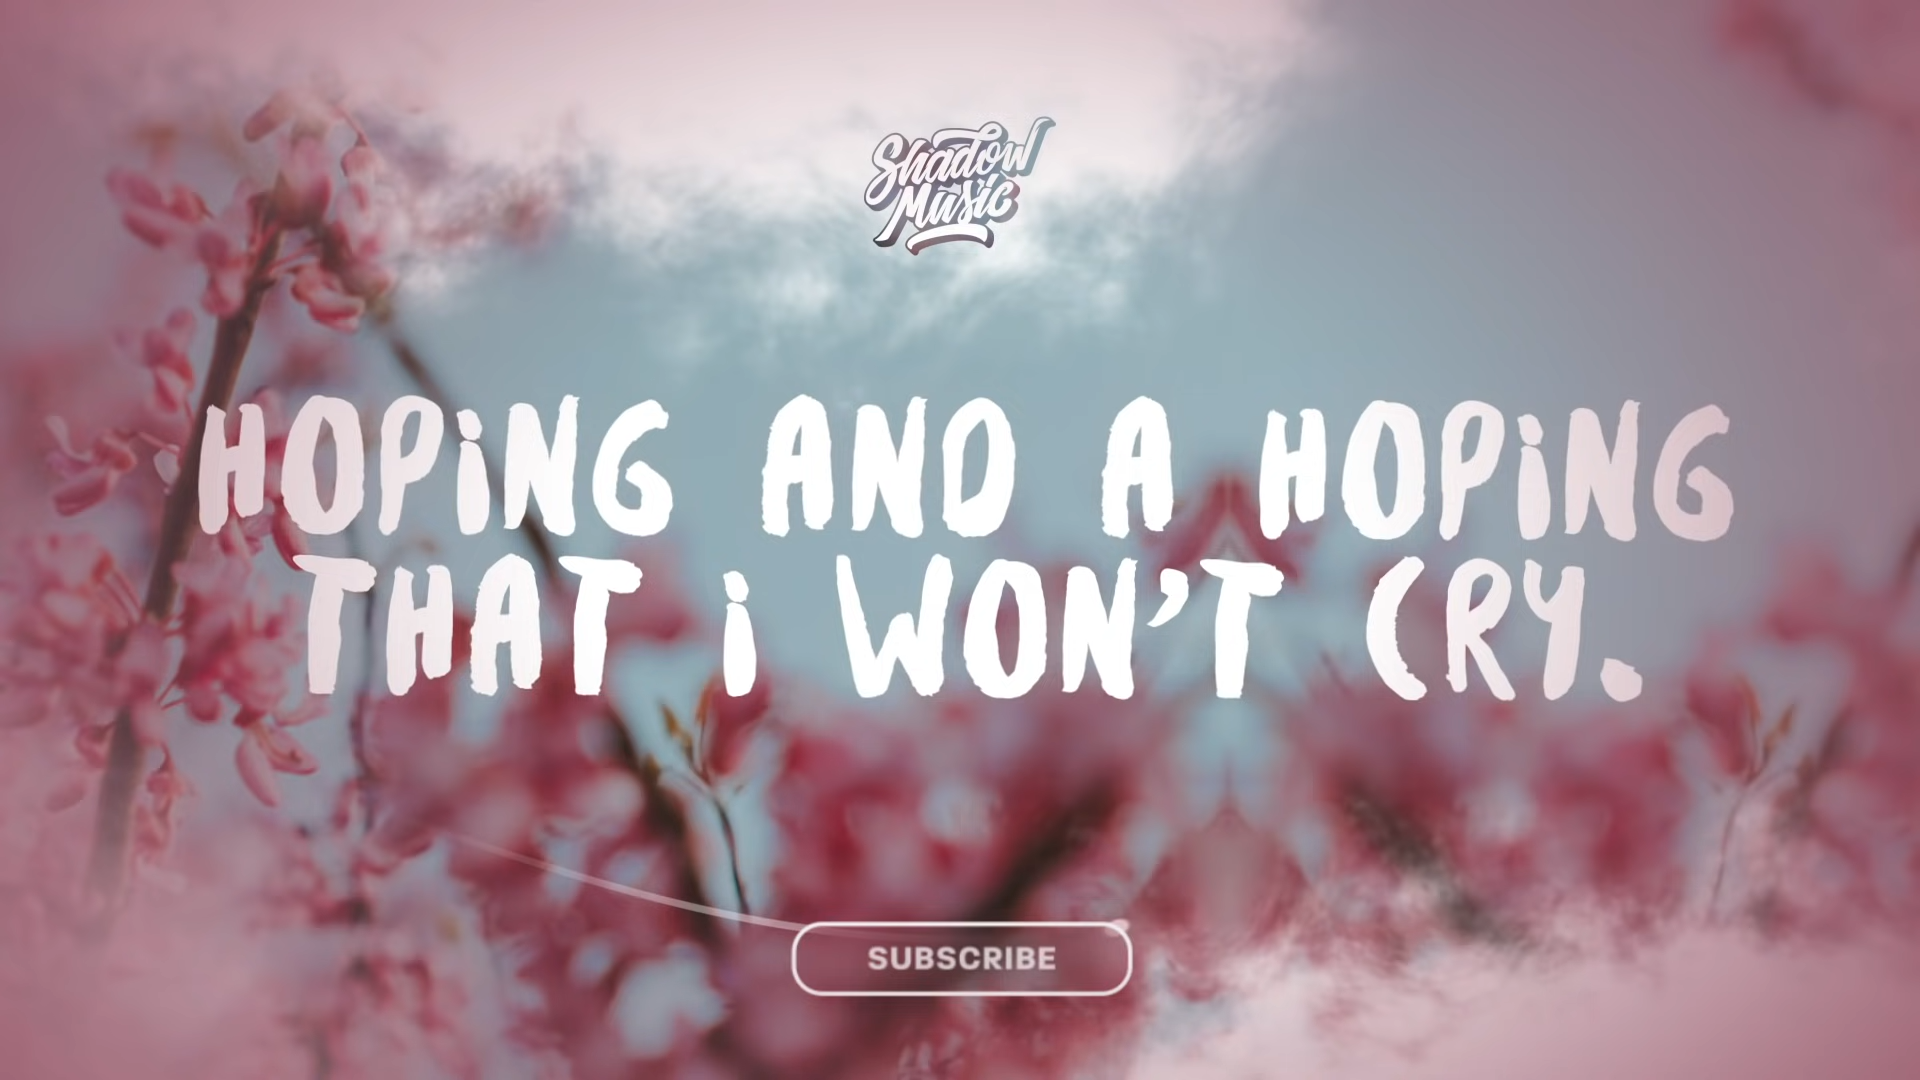 Shadow
Music
HOPiNG AND A HOPiNG
THAT i WON'T CRY.
SUBSCRIBE